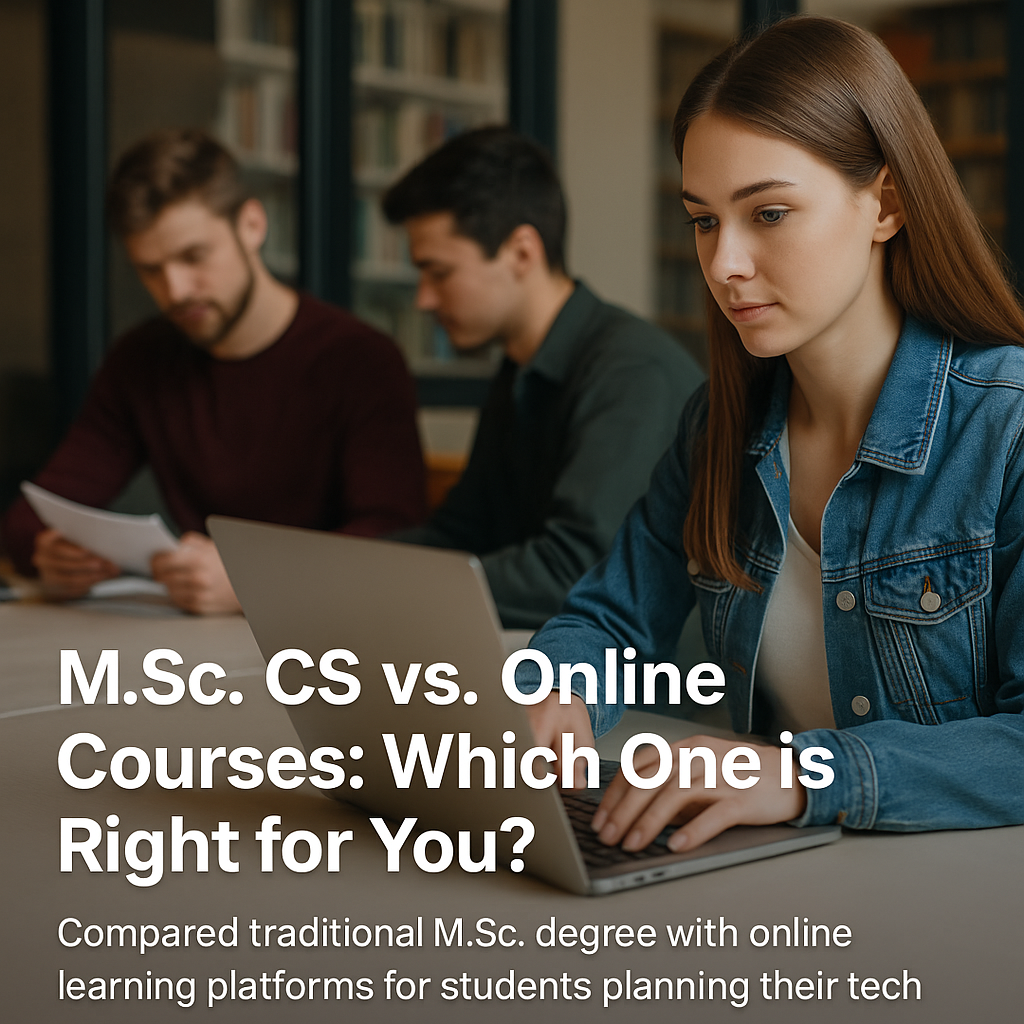 M.Sc. CS vs. Online
Courses: Which One is
Right for You?
Compared traditional M.Sc. degree with online
learning platforms for students planning their tech